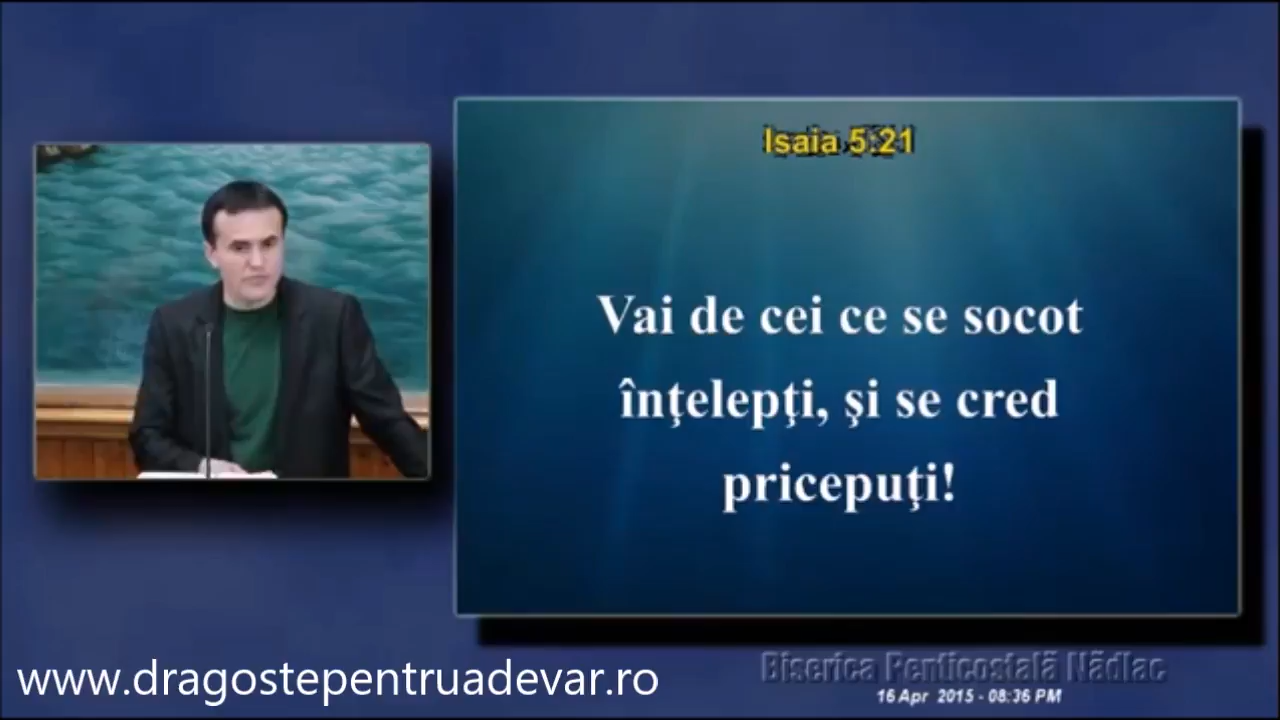 Isaia 5:21
Vai de cei ce se socot
înţelepţi, şi se cred
pricepuţi!
www.dragostepentruadevar.ro
Biserica Penticostală Nãdlac
16 Apr 2015 - 08:36 PM